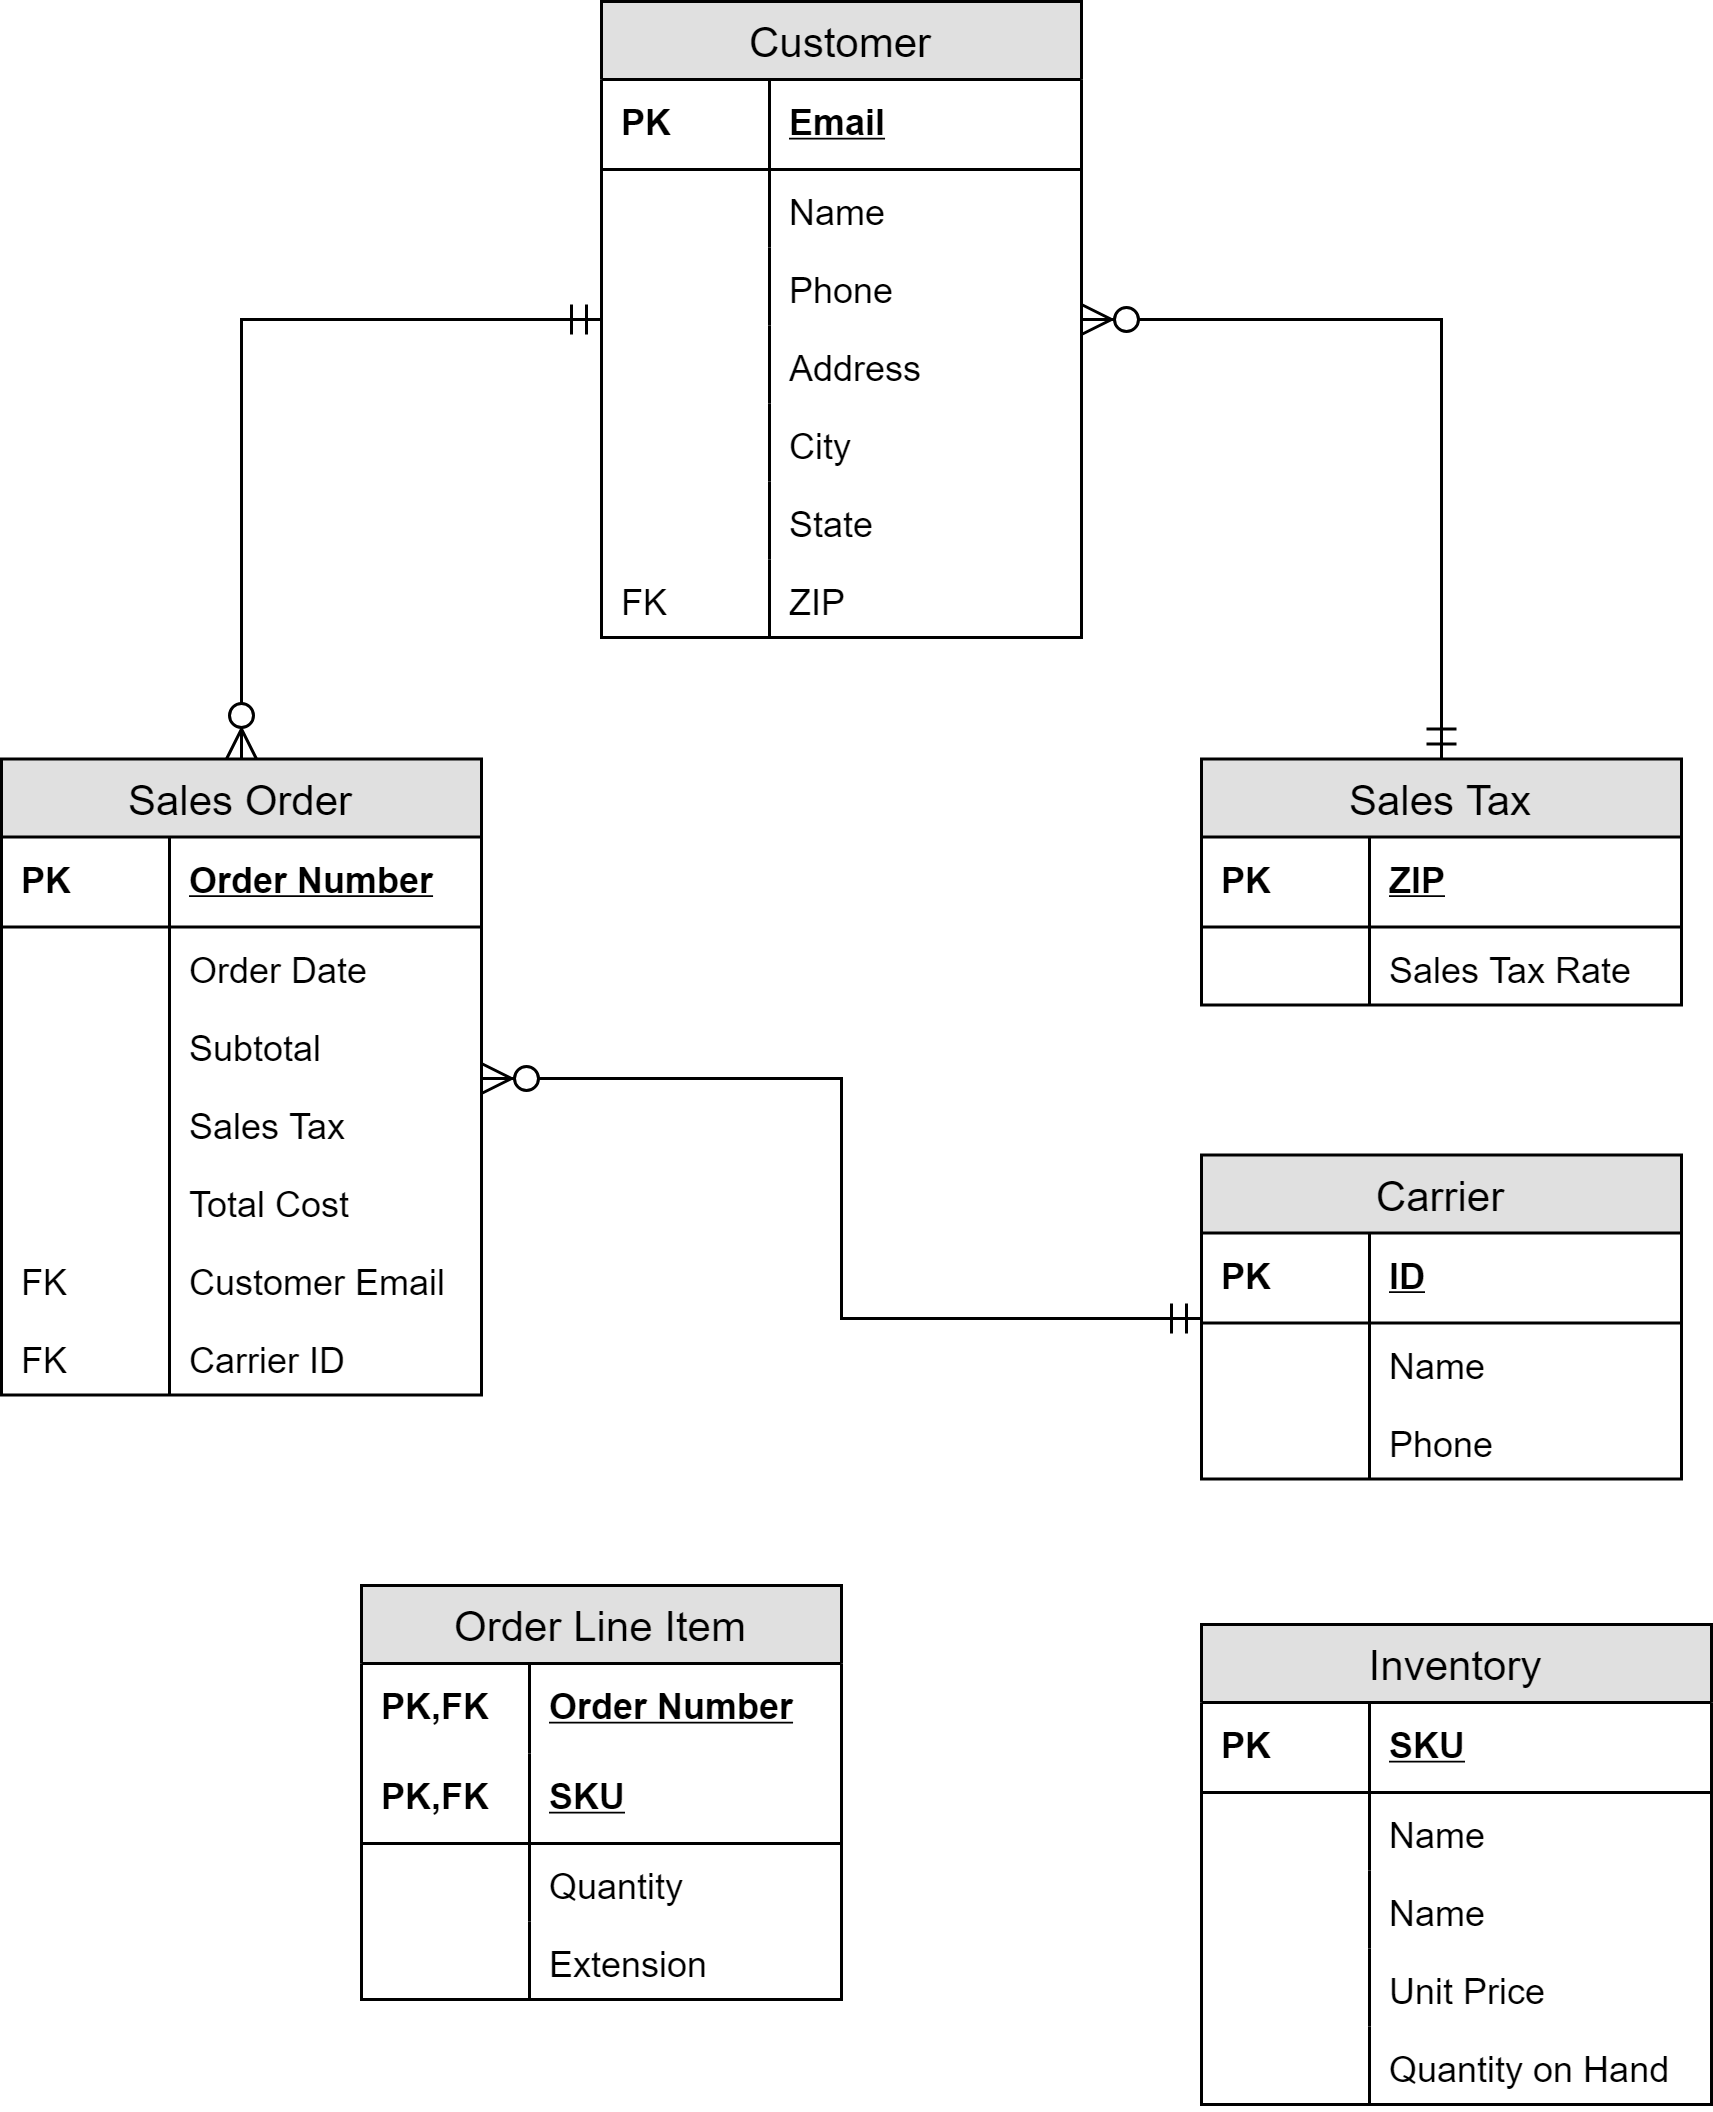 Customer
PK Email
Name
Phone
Address
City
State
FK ZIP
Sales Order
PK Order Number
Order Date
Subtotal
Sales Tax
Total Cost
FK Customer Email
FK Carrier ID
Sales Tax
PK ZIP
Sales Tax Rate
Carrier
PK ID
Name
Phone
Order Line Item
PK,FK Order Number
PK,FK SKU
Quantity
Extension
Inventory
PK SKU
Name
Name
Unit Price
Quantity on Hand